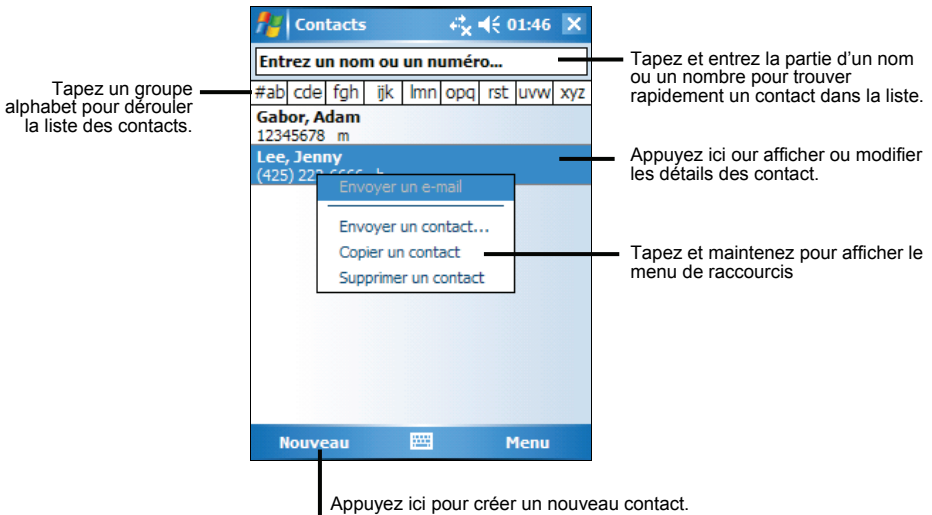 Contacts 01:46
Entrez un nom ou un numéro...
#ab cde fgh ijk lmn opq rst uvw xyz
Gabor, Adam
12345678 m
Lee, Jenny
(425) 222
Envoyer un e-mail
Envoyer un contact...
Copier un contact
Supprimer un contact
Nouveau Menu
Tapez un groupe
alphabet pour dérouler
la liste des contacts.
Tapez et entrez la partie d'un nom
ou un nombre pour trouver
rapidement un contact dans la liste.
Appuyez ici our afficher ou modifier
les détails des contact.
Tapez et maintenez pour afficher le
menu de raccourcis
Appuyez ici pour créer un nouveau contact.